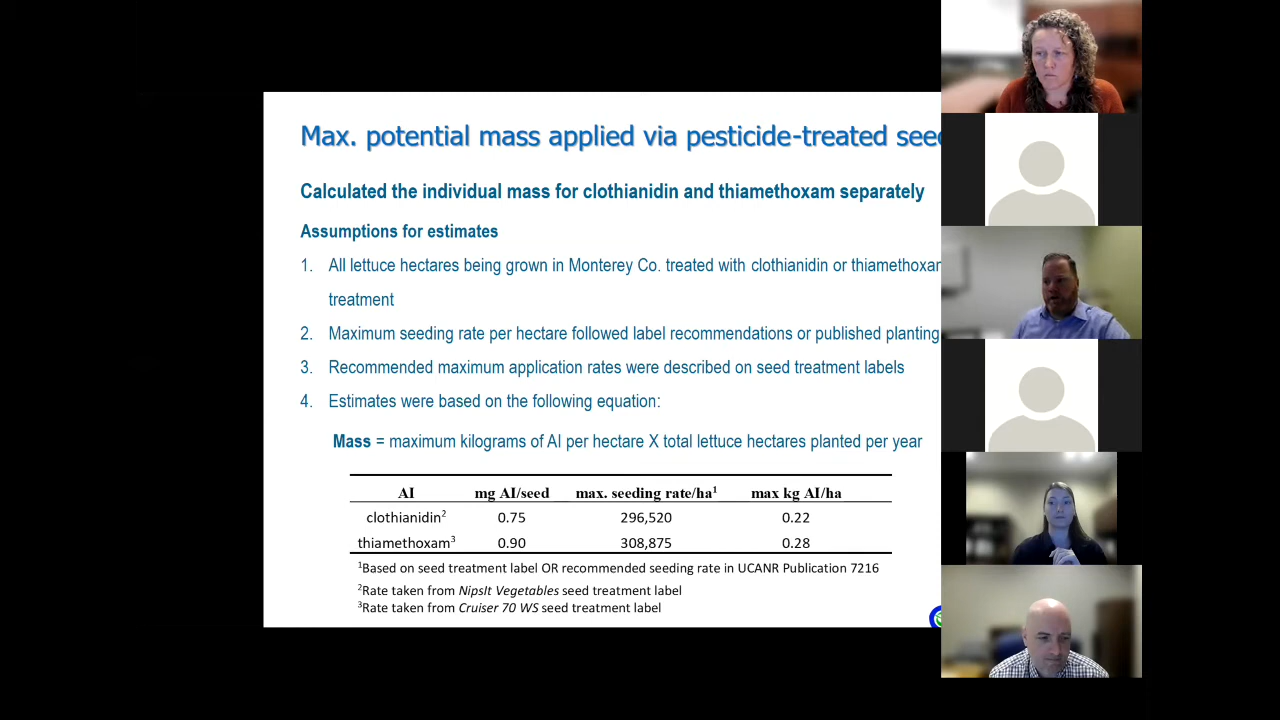 Max. potential mass applied via pesticide-treated
Calculated the individual mass for clothianidin and thiamethoxam separately
Assumptions for estimates
1. All lettuce hectares being grown in Monterey Co. treated with clothianidin or
treatment
2. Maximum seeding rate per hectare followed label recommendations or published planting
3. Recommended maximum application rates were described on seed treatment labels
4. Estimates were based on the following equation:
Mass = maximum kilograms of AI per hectare X total lettuce hectares planted per year
AI mg AI/seed max. seeding rate/ha¹ max kg AI/ha
clothianidin² 0.75 296,520 0.22
thiamethoxam³ 0.90 308,875 0.28
¹Based on seed treatment label OR recommended seeding rate in UCANR Publication 7216
²Rate taken from NipsIt Vegetables seed treatment label
³Rate taken from Cruiser 70 WS seed treatment label